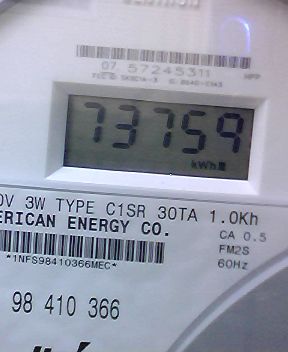 07 57245311
HPP
73759
kWh
0V 3W TYPE C1SR 30TA 1.0Kh
ERICAN ENERGY CO.
CA 0.5
FM2S
60Hz
*1NFS98410366MEC*
98 410 366